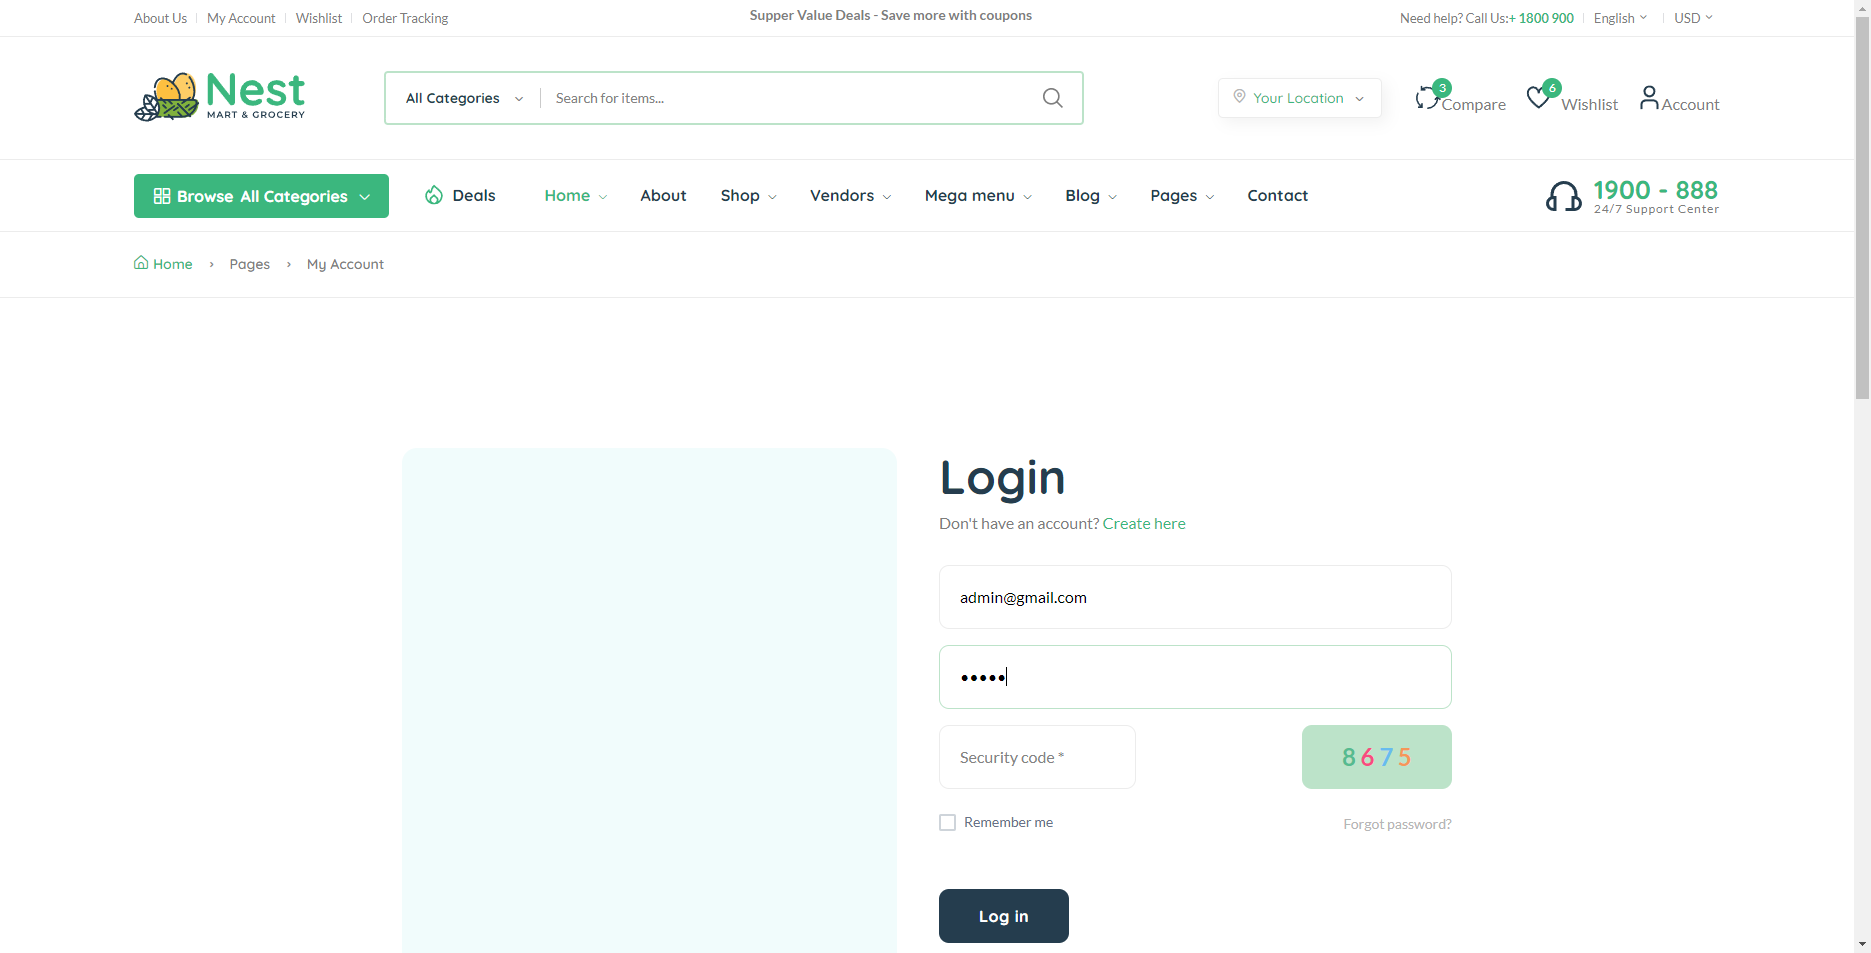 About Us My Account Wishlist Order Tracking Supper Value Deals - Save more with coupons Need help? Call Us:+ 1800 900 English USD
Nest
MART & GROCERY
All Categories Search for items... Your Location 3 Compare 6 Wishlist Account
Browse All Categories Deals Home About Shop Vendors Mega menu Blog Pages Contact 1900 - 888
24/7 Support Center
Home › Pages › My Account
Login
Don't have an account? Create here
admin@gmail.com
•••••
Security code * 8 6 7 5
Remember me Forgot password?
Log in